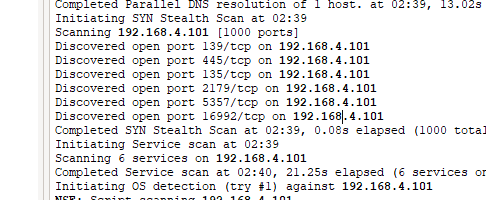 Completed Parallel DNS resolution of 1 host. at 02:39, 13.02s
Initiating SYN Stealth Scan at 02:39
Scanning 192.168.4.101 [1000 ports]
Discovered open port 139/tcp on 192.168.4.101
Discovered open port 445/tcp on 192.168.4.101
Discovered open port 135/tcp on 192.168.4.101
Discovered open port 2179/tcp on 192.168.4.101
Discovered open port 5357/tcp on 192.168.4.101
Discovered open port 16992/tcp on 192.168.4.101
Completed SYN Stealth Scan at 02:39, 0.08s elapsed (1000 total
Initiating Service scan at 02:39
Scanning 6 services on 192.168.4.101
Completed Service scan at 02:40, 21.25s elapsed (6 services on
Initiating OS detection (try #1) against 192.168.4.101
NSE: Script scanning 192.168.4.101